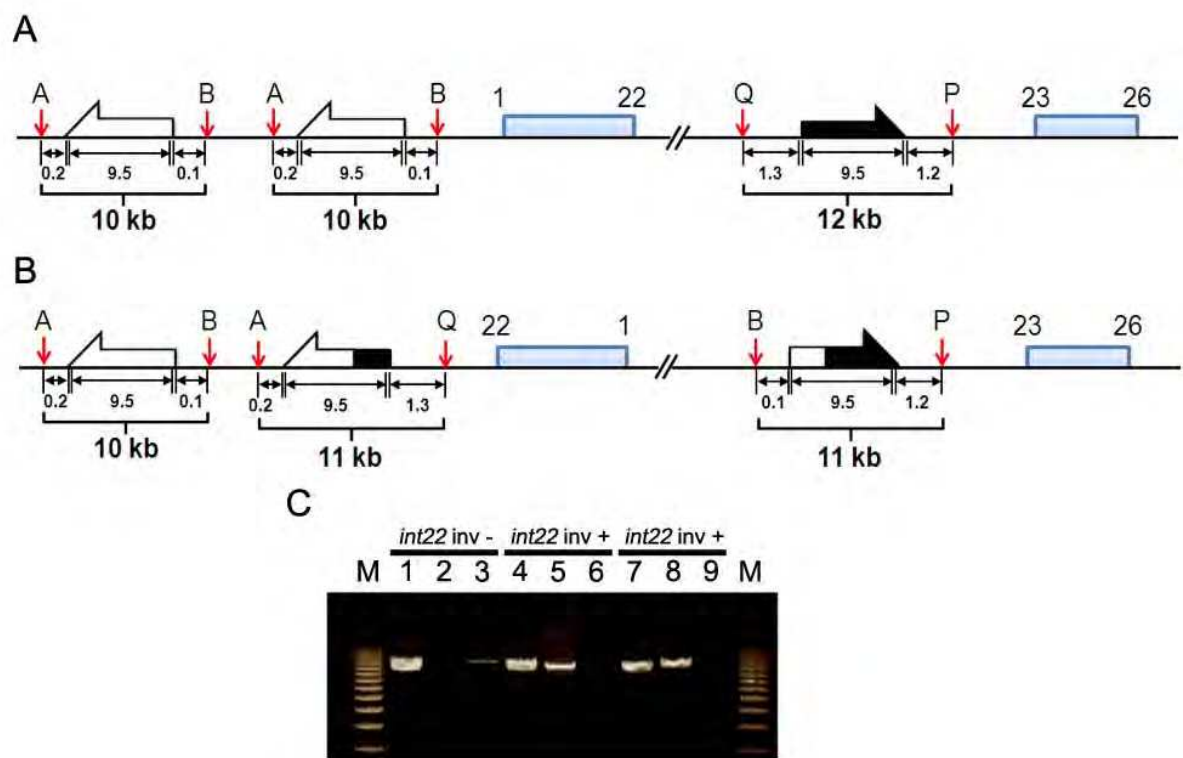 A
A B A B 1 22 Q P 23 26
0.2 9.5 0.1 0.2 9.5 0.1 1.3 9.5 1.2
10 kb 10 kb 12 kb
B
A B A Q 22 1 B P 23 26
0.2 9.5 0.1 0.2 9.5 1.3 0.1 9.5 1.2
10 kb 11 kb 11 kb
C
int22 inv - int22 inv + int22 inv +
M 1 2 3 4 5 6 7 8 9 M